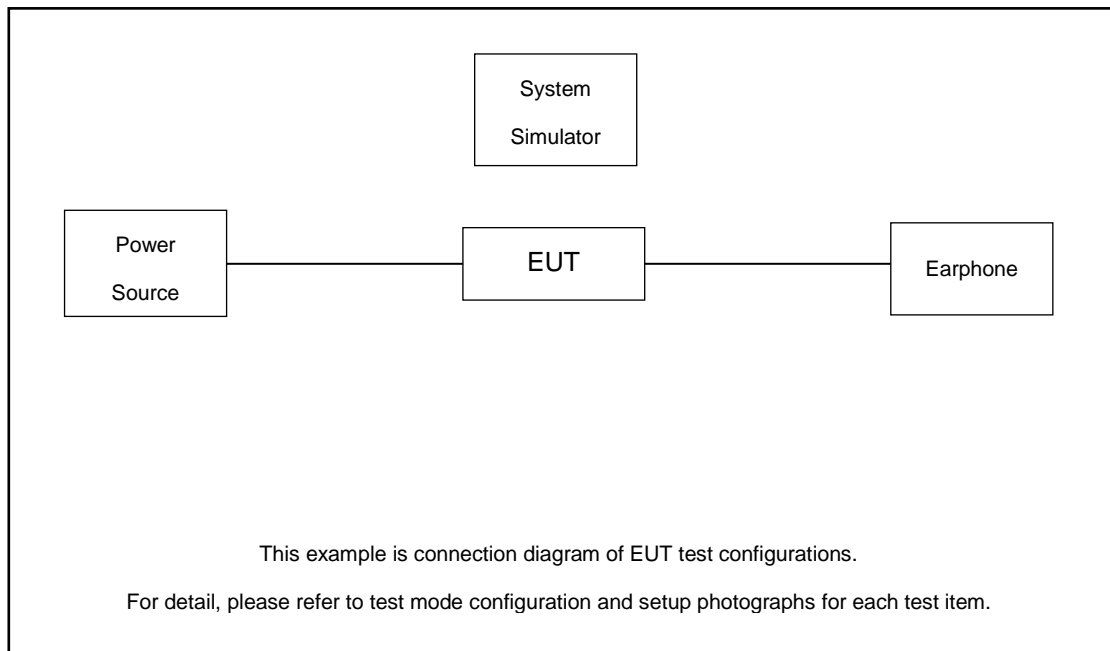 System
Simulator
Power
Source
EUT
Earphone
This example is connection diagram of EUT test configurations.
For detail, please refer to test mode configuration and setup photographs for each test item.